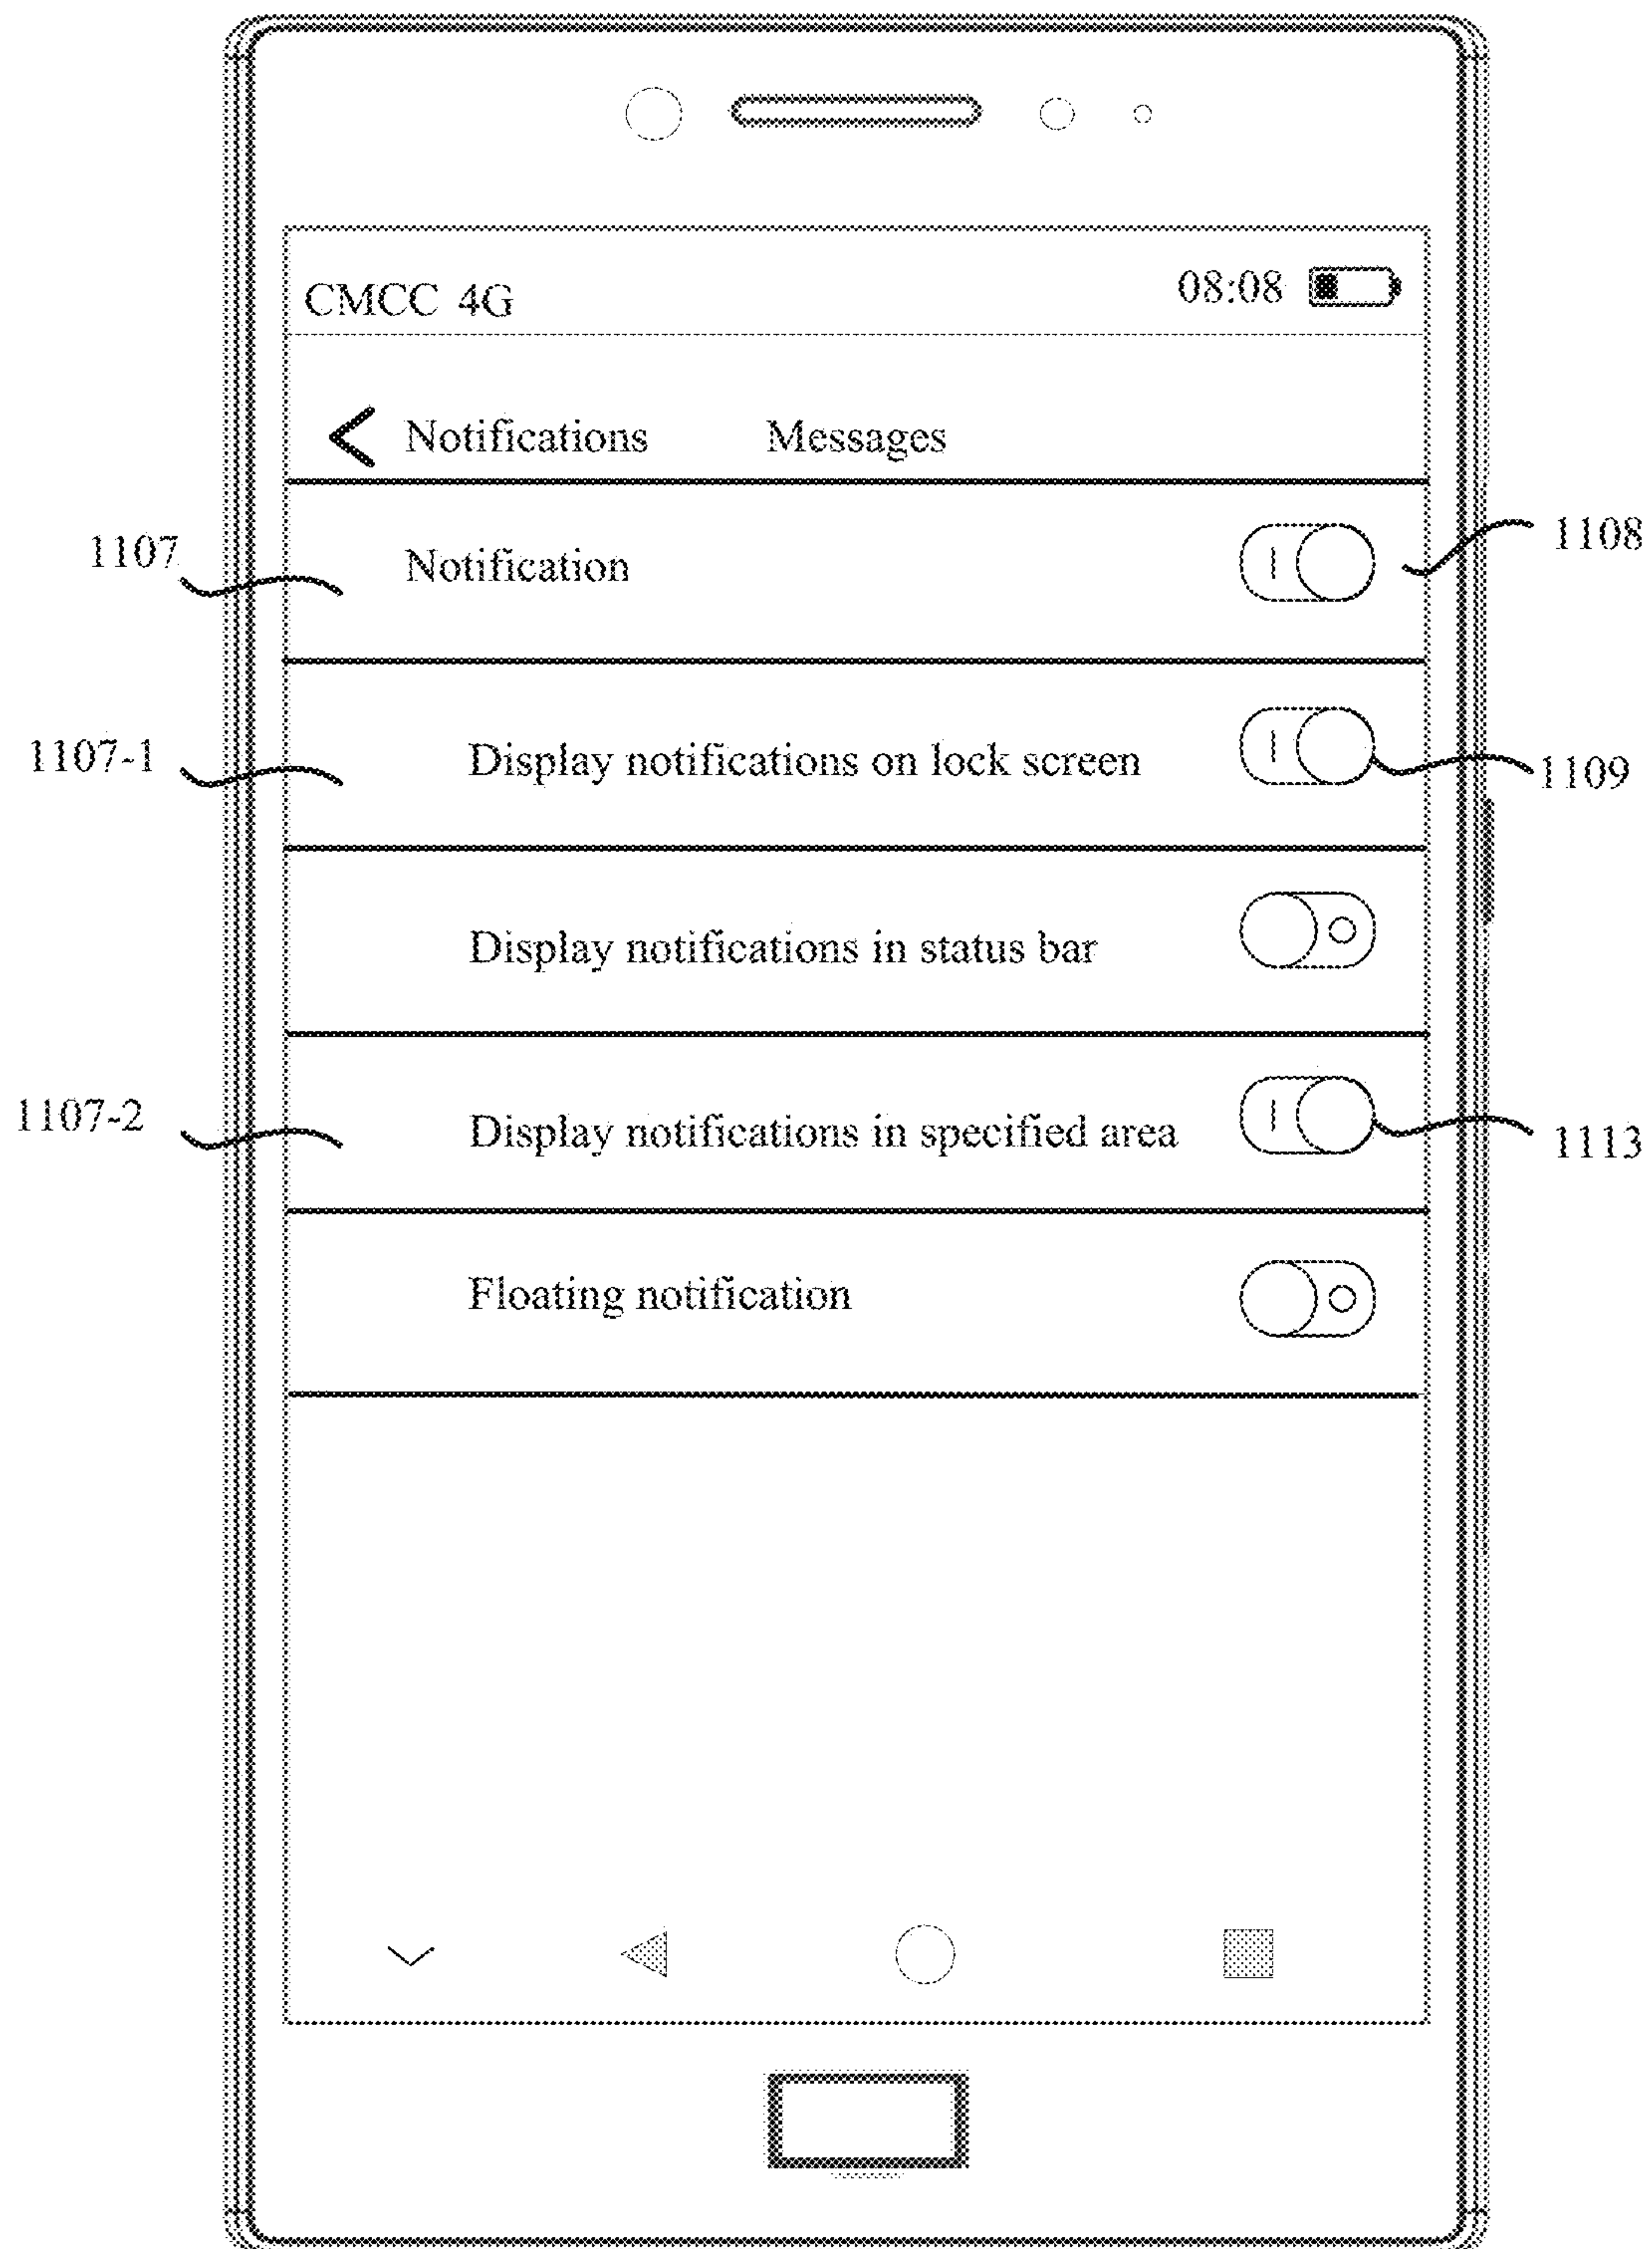 CMCC 4G 08:08
Notifications Messages
1107 Notification 1108
1107-1 Display notifications on lock screen 1109
Display notifications in status bar
1107-2 Display notifications in specified area 1113
Floating notification